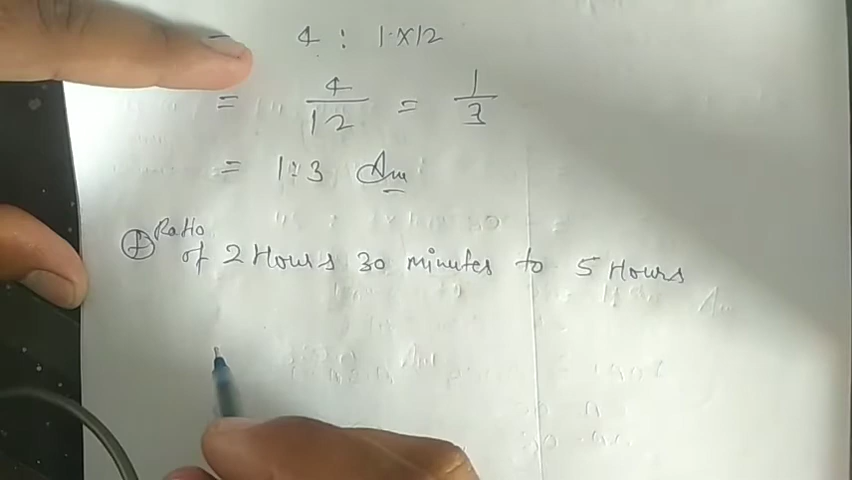 = 4 : 1×12
= 4/12 = 1/3
= 1:3 Ans
(f) Ratio of 2 Hours 30 minutes to 5 Hours